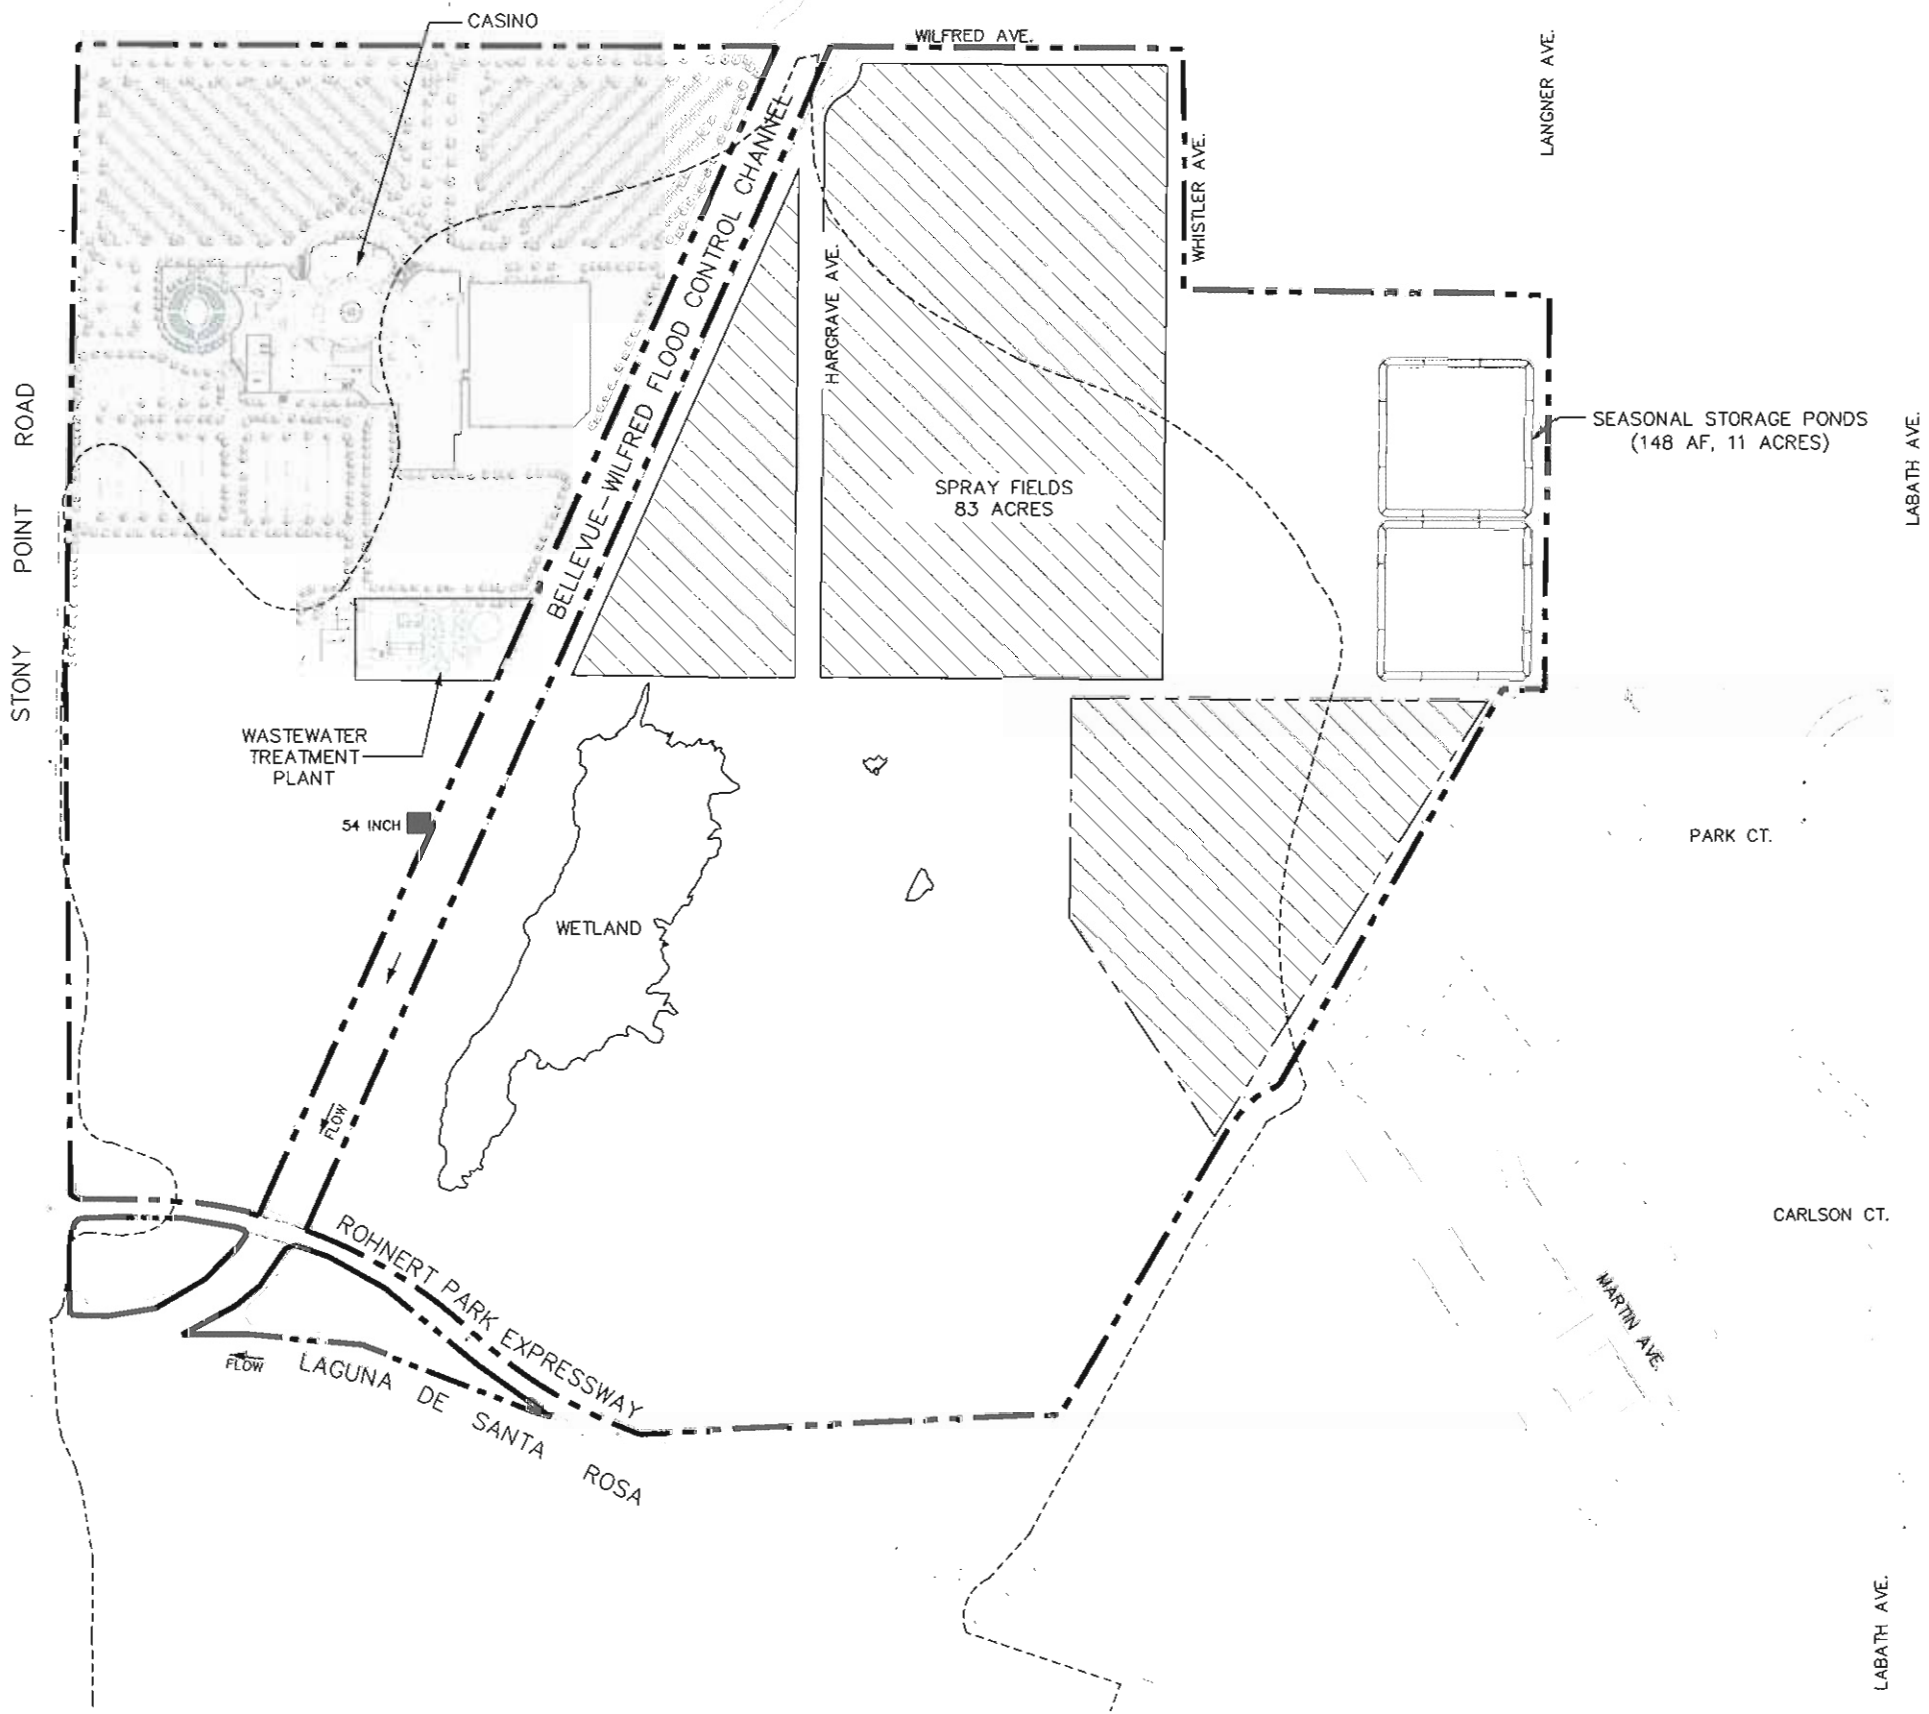 CASINO
WILFRED AVE.
LANGNER AVE.
WHISTLER AVE.
BELLEVUE-WILFRED FLOOD CONTROL CHANNEL
HARGRAVE AVE.
STONY POINT ROAD
SEASONAL STORAGE PONDS
(148 AF, 11 ACRES)
LABATH AVE.
SPRAY FIELDS
83 ACRES
WASTEWATER
TREATMENT
PLANT
54 INCH
PARK CT.
WETLAND
FLOW
CARLSON CT.
ROHNERT PARK EXPRESSWAY
MARTIN AVE.
FLOW
LAGUNA DE SANTA ROSA
LABATH AVE.